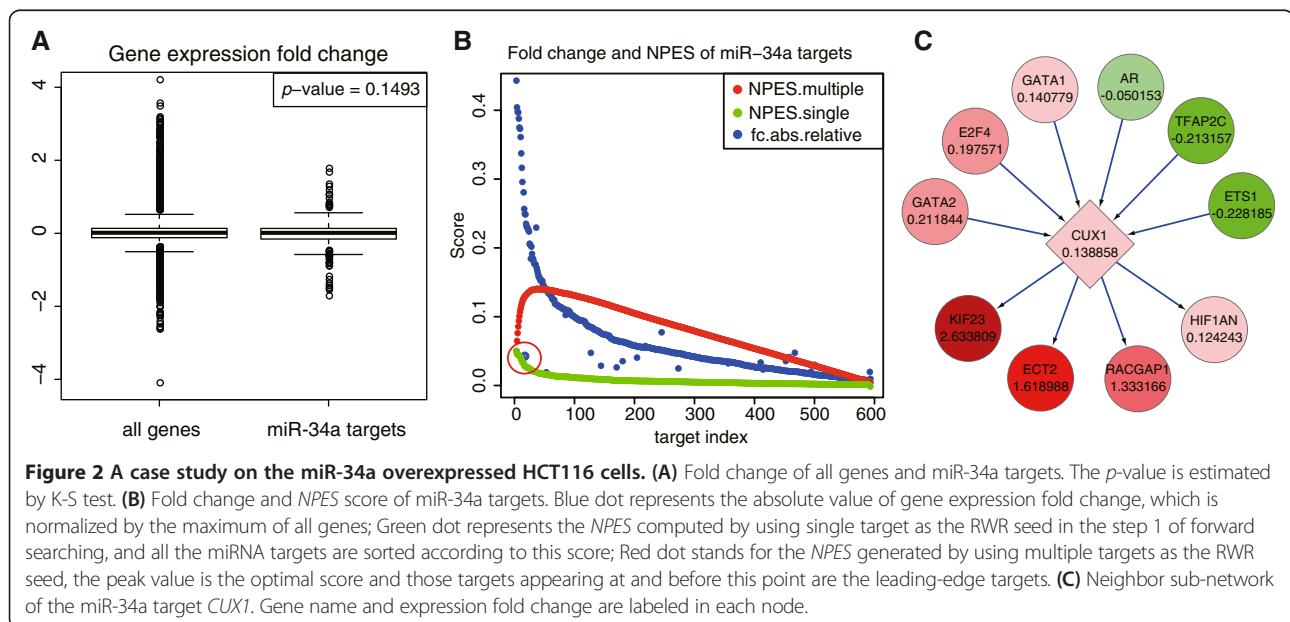 A
Gene expression fold change
p-value = 0.1493
4
2
0
−2
−4
all genes
miR-34a targets
B
Fold change and NPES of miR−34a targets
NPES.multiple
NPES.single
fc.abs.relative
Score
0.4
0.3
0.2
0.1
0.0
0
100
200
300
400
500
600
target index
C
GATA1
0.140779
AR
-0.050153
E2F4
0.197571
TFAP2C
-0.213157
GATA2
0.211844
ETS1
-0.228185
CUX1
0.138858
KIF23
2.633809
HIF1AN
0.124243
ECT2
1.618988
RACGAP1
1.333166
Figure 2 A case study on the miR-34a overexpressed HCT116 cells. (A) Fold change of all genes and miR-34a targets. The p-value is estimated
by K-S test. (B) Fold change and NPES score of miR-34a targets. Blue dot represents the absolute value of gene expression fold change, which is
normalized by the maximum of all genes; Green dot represents the NPES computed by using single target as the RWR seed in the step 1 of forward
searching, and all the miRNA targets are sorted according to this score; Red dot stands for the NPES generated by using multiple targets as the RWR
seed, the peak value is the optimal score and those targets appearing at and before this point are the leading-edge targets. (C) Neighbor sub-network
of the miR-34a target CUX1. Gene name and expression fold change are labeled in each node.